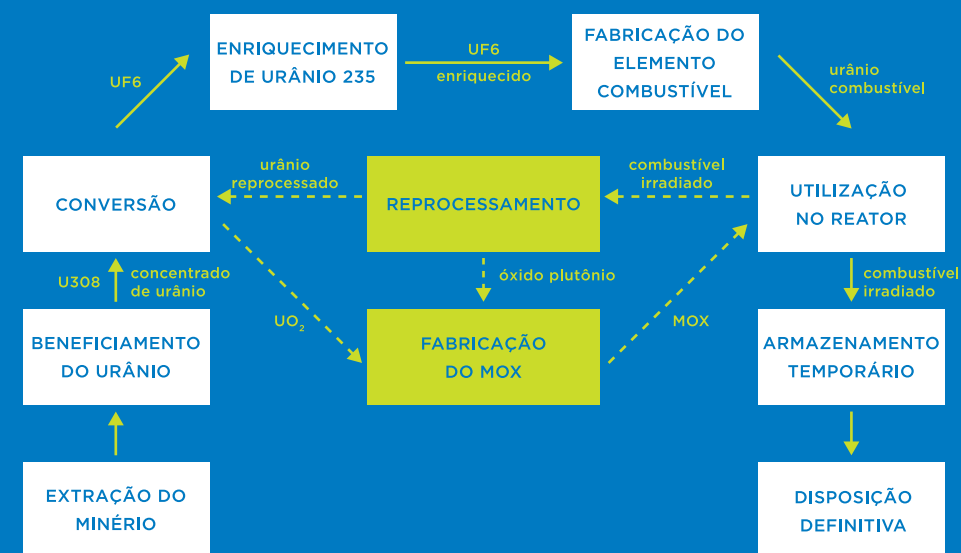 ENRIQUECIMENTO
DE URÂNIO 235
UF6
enriquecido
FABRICAÇÃO DO
ELEMENTO
COMBUSTÍVEL
UF6
urânio
combustível
CONVERSÃO
urânio
reprocessado
REPROCESSAMENTO
combustível
irradiado
UTILIZAÇÃO
NO REATOR
U308
concentrado
de urânio
óxido plutônio
combustível
irradiado
BENEFICIAMENTO
DO URÂNIO
UO₂
FABRICAÇÃO
DO MOX
MOX
ARMAZENAMENTO
TEMPORÁRIO
EXTRAÇÃO DO
MINÉRIO
DISPOSIÇÃO
DEFINITIVA